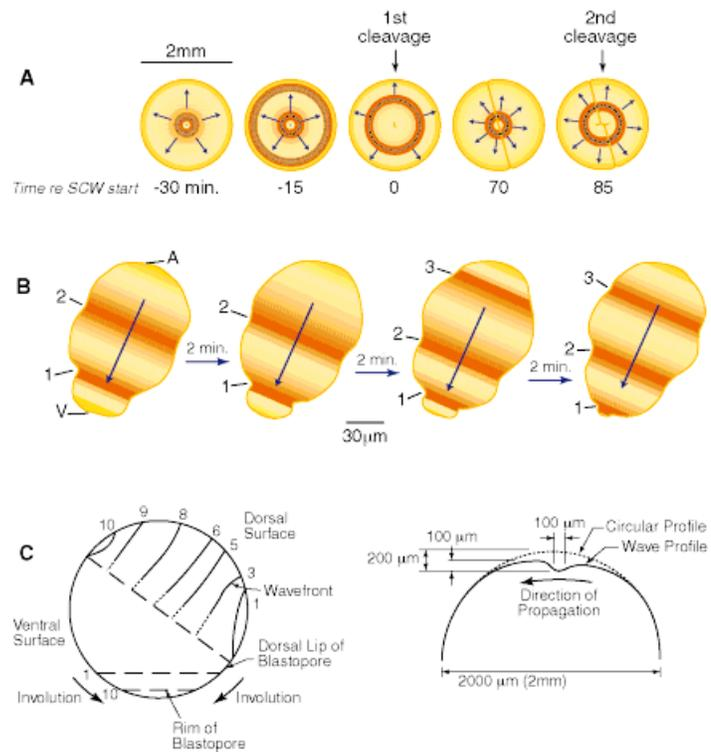 1st
cleavage
2nd
cleavage
2mm
A
Time re SCW start
-30 min.
-15
0
70
85
B
A
2
1
V
2 min.
2
1
2 min.
3
2
1
2 min.
3
2
1
30μm
C
10
9
8
6
5
3
1
Dorsal
Surface
Wavefront
Ventral
Surface
Dorsal Lip of
Blastopore
1
10
Involution
Involution
Rim of
Blastopore
100 μm
100 μm
200 μm
Circular Profile
Wave Profile
Direction of
Propagation
2000 μm (2mm)